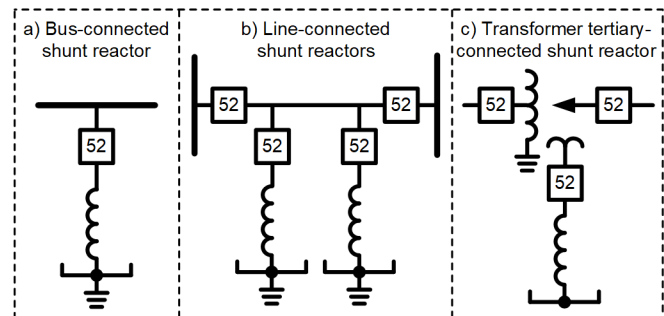 a) Bus-connected
shunt reactor
b) Line-connected
shunt reactors
c) Transformer tertiary-
connected shunt reactor
52
52
52
52
52
52
52
52